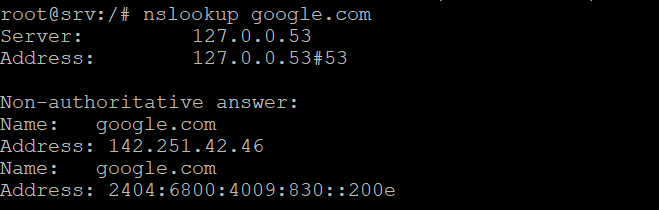 root@srv:/# nslookup google.com
Server:         127.0.0.53
Address:        127.0.0.53#53

Non-authoritative answer:
Name:   google.com
Address: 142.251.42.46
Name:   google.com
Address: 2404:6800:4009:830::200e